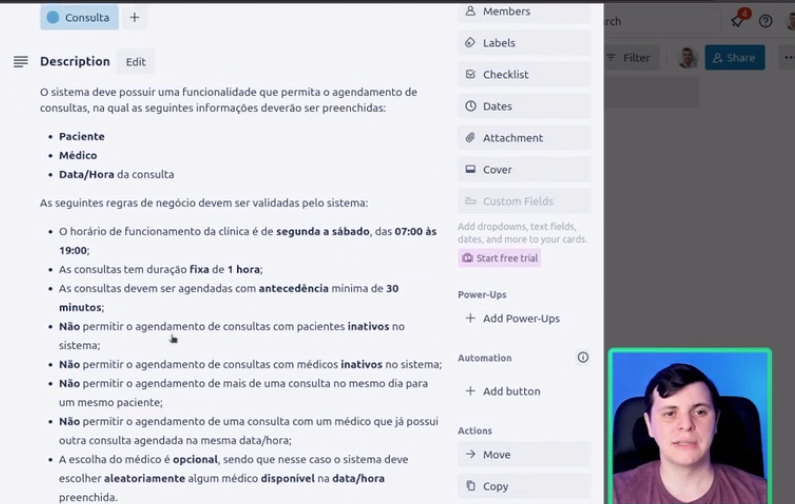 Consulta
Description
Edit
O sistema deve possuir uma funcionalidade que permita o agendamento de
consultas, na qual as seguintes informações deverão ser preenchidas:
• Paciente
• Médico
• Data/Hora da consulta
As seguintes regras de negócio devem ser validadas pelo sistema:
• O horário de funcionamento da clínica é de segunda a sábado, das 07:00 às
19:00;
• As consultas tem duração fixa de 1 hora;
• As consultas devem ser agendadas com antecedência mínima de 30
minutos;
• Não permitir o agendamento de consultas com pacientes inativos no
sistema;
• Não permitir o agendamento de consultas com médicos inativos no sistema;
• Não permitir o agendamento de mais de uma consulta no mesmo dia para
um mesmo paciente;
• Não permitir o agendamento de uma consulta com um médico que já possui
outra consulta agendada na mesma data/hora;
• A escolha do médico é opcional, sendo que nesse caso o sistema deve
escolher aleatoriamente algum médico disponível na data/hora
preenchida.
Members
Labels
Checklist
Dates
Attachment
Cover
Custom Fields
Add dropdowns, text fields,
dates, and more to your cards.
Start free trial
Power-Ups
+ Add Power-Ups
Automation
+ Add button
Actions
Move
Copy
rch
4
Filter
Share